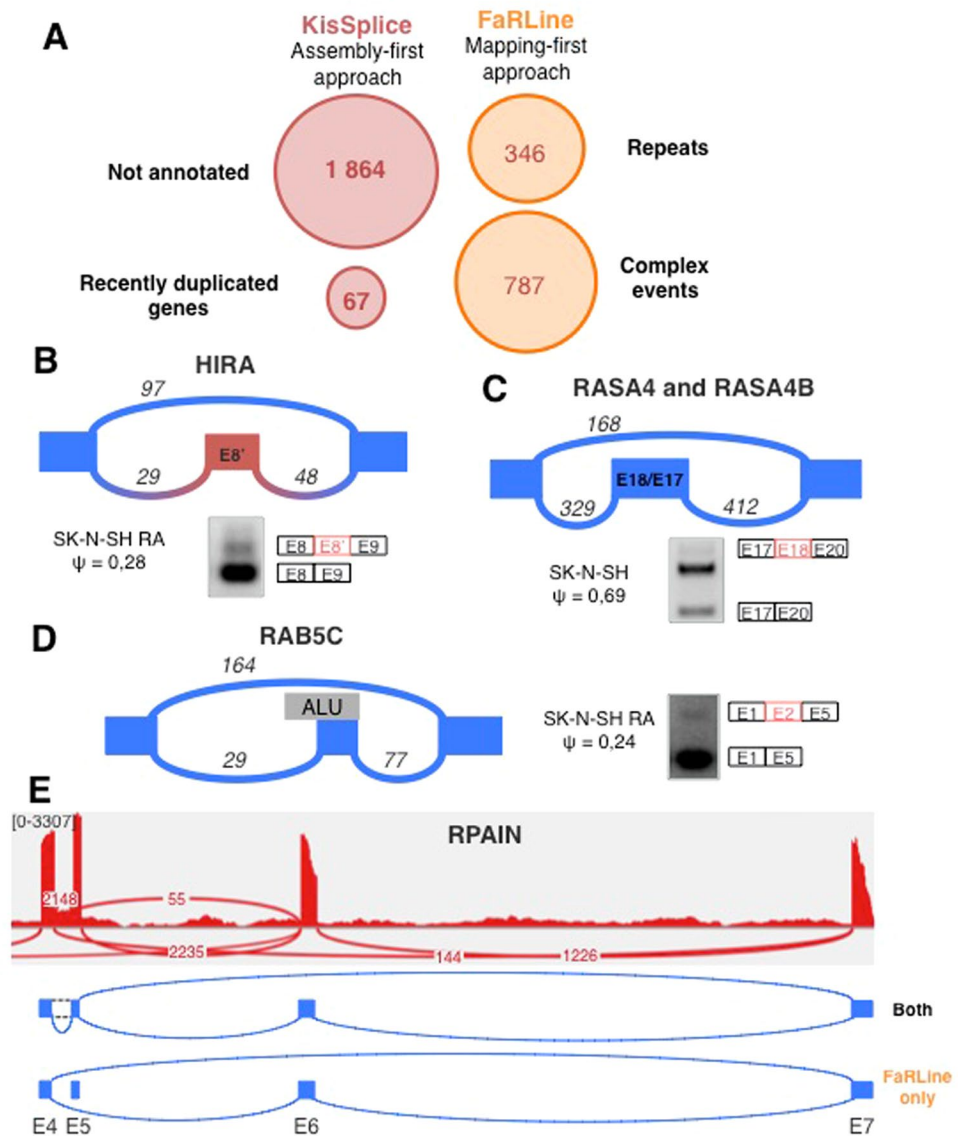 A
KisSplice
Assembly-first
approach
FaRLine
Mapping-first
approach
Not annotated
1 864
346
Repeats
Recently duplicated
genes
67
787
Complex
events
B
HIRA
97
E8'
29
48
SK-N-SH RA
ψ = 0,28
E8 E8' E9
E8 E9
C
RASA4 and RASA4B
168
E18/E17
329
412
SK-N-SH
ψ = 0,69
E17 E18 E20
E17 E20
D
RAB5C
164
ALU
29
77
SK-N-SH RA
ψ = 0,24
E1 E2 E5
E1 E5
E
[0-3307]
RPAIN
2148
55
2235
144
1226
Both
FaRLine
only
E4 E5 E6 E7